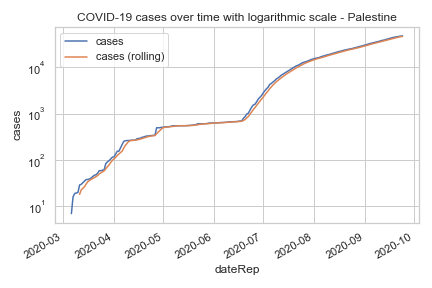 COVID-19 cases over time with logarithmic scale - Palestine
cases
cases (rolling)
10⁴
10³
10²
10¹
cases
2020-03
2020-04
2020-05
2020-06
2020-07
2020-08
2020-09
2020-10
dateRep